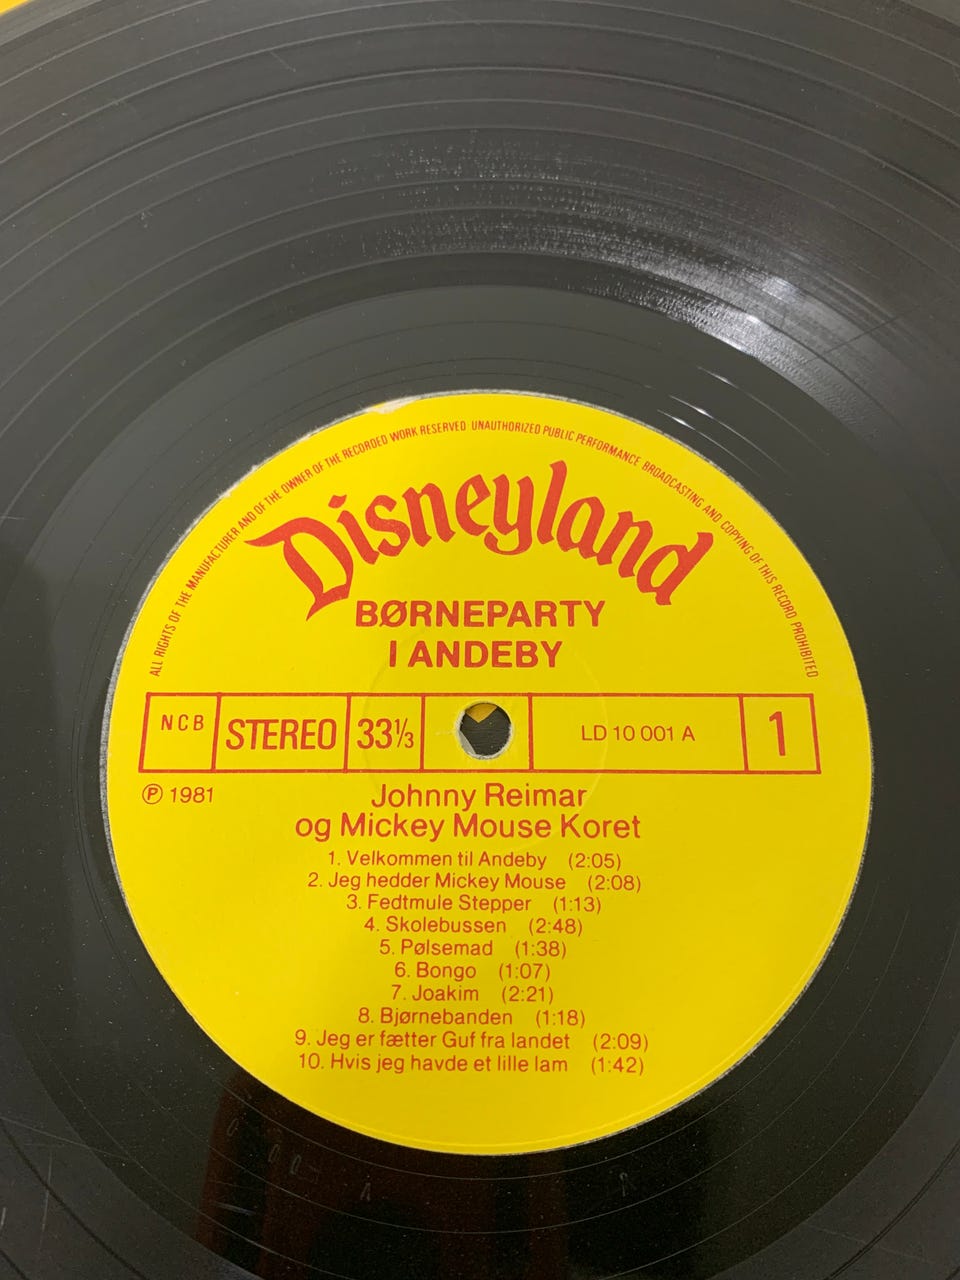 ALL RIGHTS OF THE MANUFACTURER AND OF THE OWNER OF THE RECORDED WORK RESERVED UNAUTHORIZED PUBLIC PERFORMANCE BROADCASTING AND COPYING OF THIS RECORD PROHIBITED
Disneyland
BØRNEPARTY
I ANDEBY
NCB STEREO 33⅓ LD 10 001 A 1
℗ 1981
Johnny Reimar
og Mickey Mouse Koret
1. Velkommen til Andeby (2:05)
2. Jeg hedder Mickey Mouse (2:08)
3. Fedtmule Stepper (1:13)
4. Skolebussen (2:48)
5. Pølsemad (1:38)
6. Bongo (1:07)
7. Joakim (2:21)
8. Bjørnebanden (1:18)
9. Jeg er fætter Guf fra landet (2:09)
10. Hvis jeg havde et lille lam (1:42)